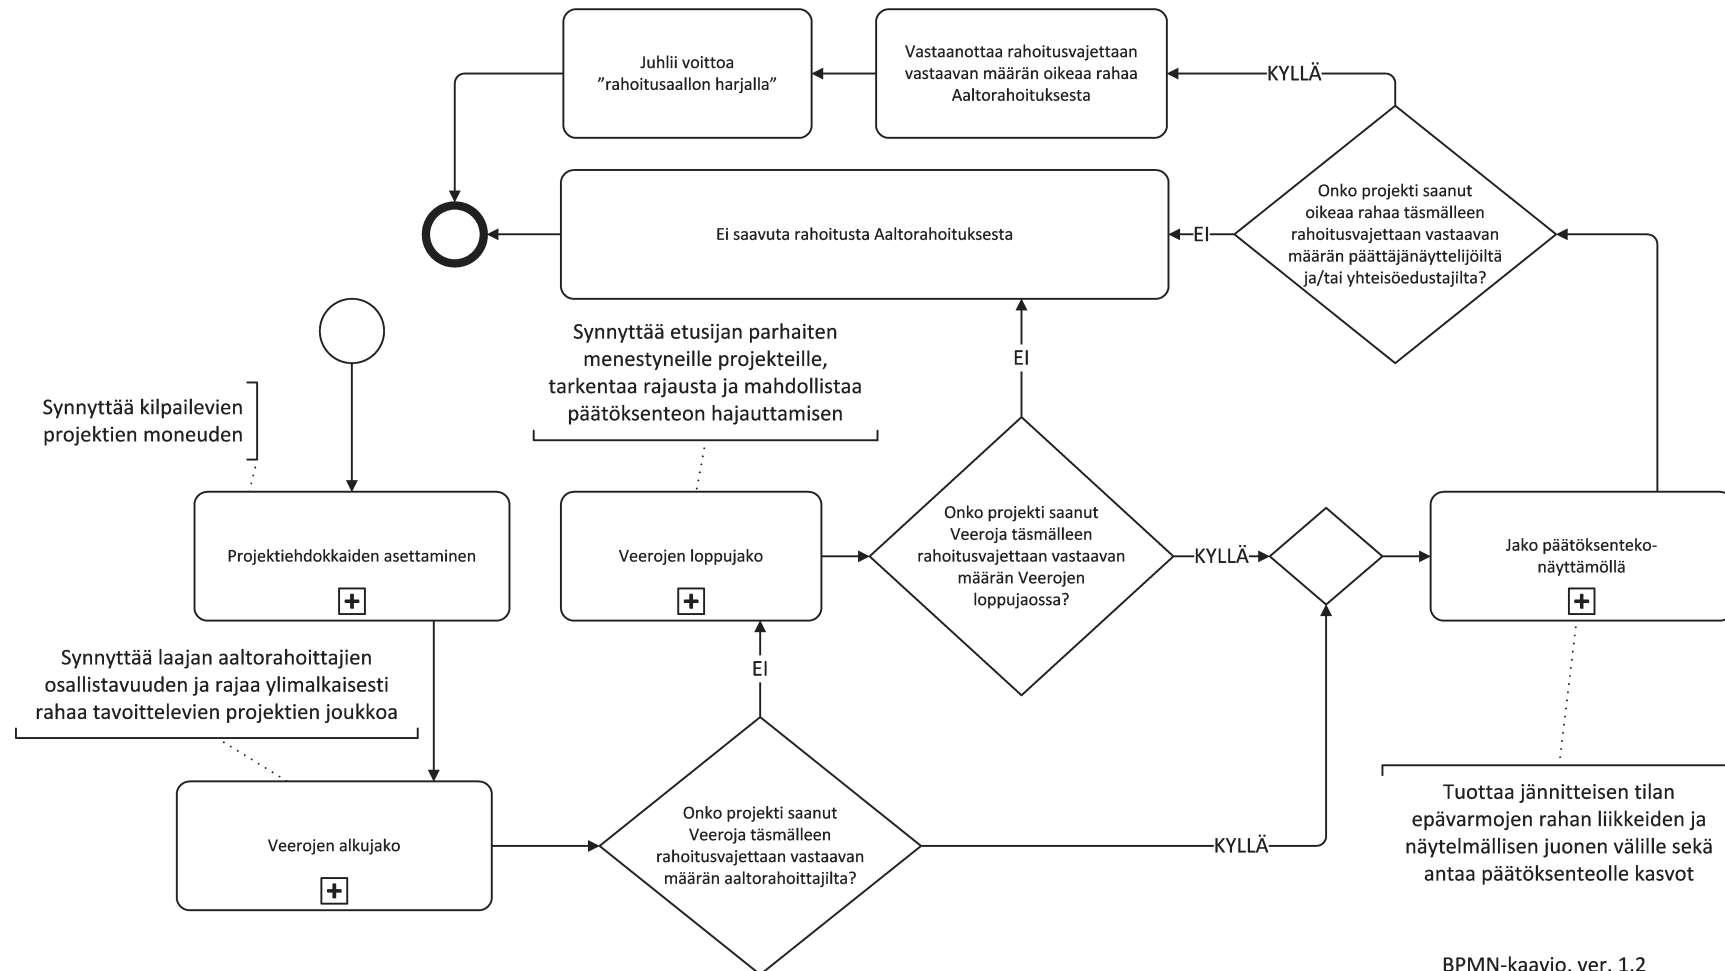 Juhlii voittoa
”rahoitusaallon harjalla”
Vastaanottaa rahoitusvajettaan
vastaavan määrän oikeaa rahaa
Aaltorahoituksesta
KYLLÄ
Onko projekti saanut
oikeaa rahaa täsmälleen
rahoitusvajettaan vastaavan
määrän päättäjänäyttelijöiltä
ja/tai yhteisöedustajilta?
Ei saavuta rahoitusta Aaltorahoituksesta
EI
Synnyttää etusijan parhaiten
menestyneille projekteille,
tarkentaa rajausta ja mahdollistaa
päätöksenteon hajauttamisen
EI
Synnyttää kilpailevien
projektien moneuden
Projektiehdokkaiden asettaminen
Veerojen loppujako
Onko projekti saanut
Veeroja täsmälleen
rahoitusvajettaan vastaavan
määrän Veerojen
loppujaossa?
KYLLÄ
Jako päätöksenteko-
näyttämöllä
Synnyttää laajan aaltorahoittajien
osallistavuuden ja rajaa ylimalkaisesti
rahaa tavoittelevien projektien joukkoa
EI
Veerojen alkujako
Onko projekti saanut
Veeroja täsmälleen
rahoitusvajettaan vastaavan
määrän aaltorahoittajilta?
KYLLÄ
Tuottaa jännitteisen tilan
epävarmojen rahan liikkeiden ja
näytelmällisen juonen välille sekä
antaa päätöksenteolle kasvot
BPMN-kaavio, ver. 1.2